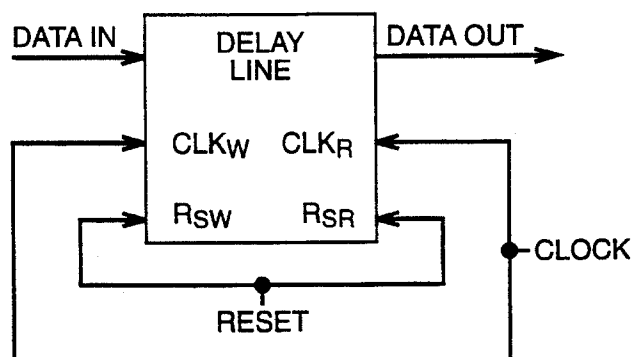 DATA IN
DELAY
LINE
DATA OUT
CLKW
CLKR
RSW
RSR
CLOCK
RESET